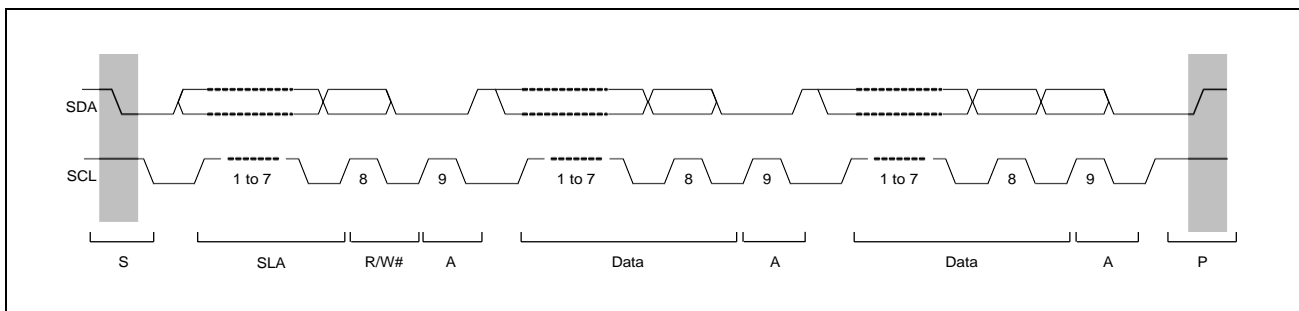 SDA
SCL
1 to 7 8 9 1 to 7 8 9 1 to 7 8 9
S SLA R/W# A Data A Data A P